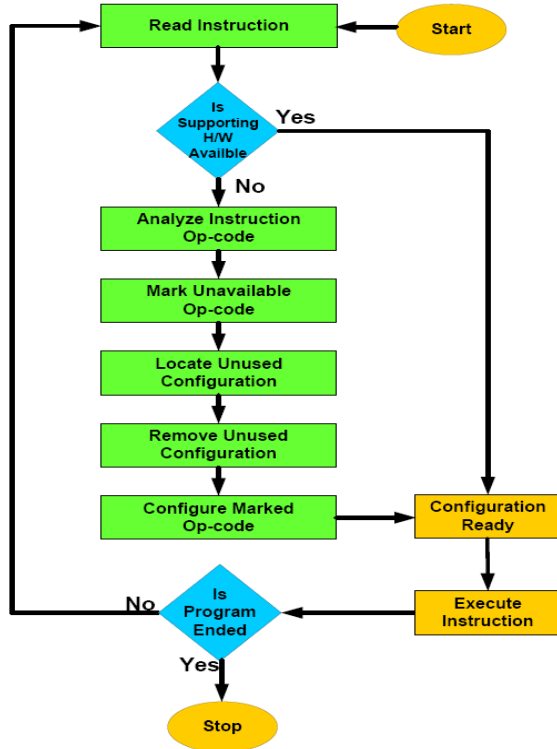 Read Instruction
Start
Is
Supporting
H/W
Availble
Yes
No
Analyze Instruction
Op-code
Mark Unavailable
Op-code
Locate Unused
Configuration
Remove Unused
Configuration
Configure Marked
Op-code
Configuration
Ready
Execute
Instruction
Is
Program
Ended
No
Yes
Stop